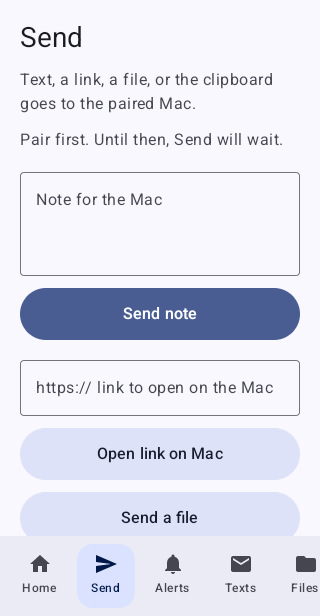 Send
Text, a link, a file, or the clipboard
goes to the paired Mac.
Pair first. Until then, Send will wait.
Note for the Mac
Send note
https:// link to open on the Mac
Open link on Mac
Send a file
Home
Send
Alerts
Texts
Files